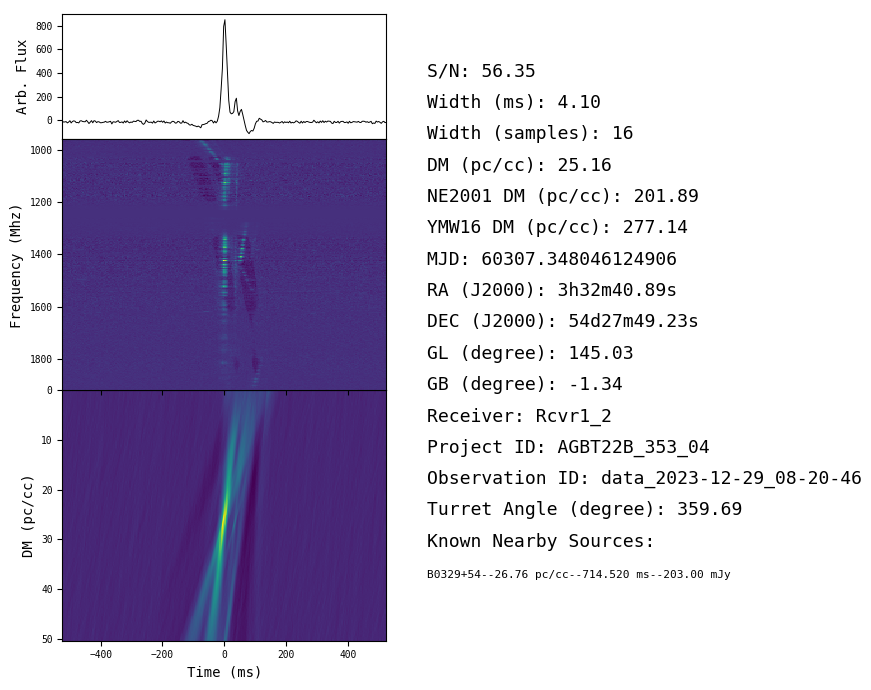 800
600
400
200
0
Arb. Flux
1000
1200
1400
1600
1800
Frequency (Mhz)
0
10
20
30
40
50
DM (pc/cc)
−400
−200
0
200
400
Time (ms)
S/N: 56.35
Width (ms): 4.10
Width (samples): 16
DM (pc/cc): 25.16
NE2001 DM (pc/cc): 201.89
YMW16 DM (pc/cc): 277.14
MJD: 60307.348046124906
RA (J2000): 3h32m40.89s
DEC (J2000): 54d27m49.23s
GL (degree): 145.03
GB (degree): -1.34
Receiver: Rcvr1_2
Project ID: AGBT22B_353_04
Observation ID: data_2023-12-29_08-20-46
Turret Angle (degree): 359.69
Known Nearby Sources:
B0329+54--26.76 pc/cc--714.520 ms--203.00 mJy